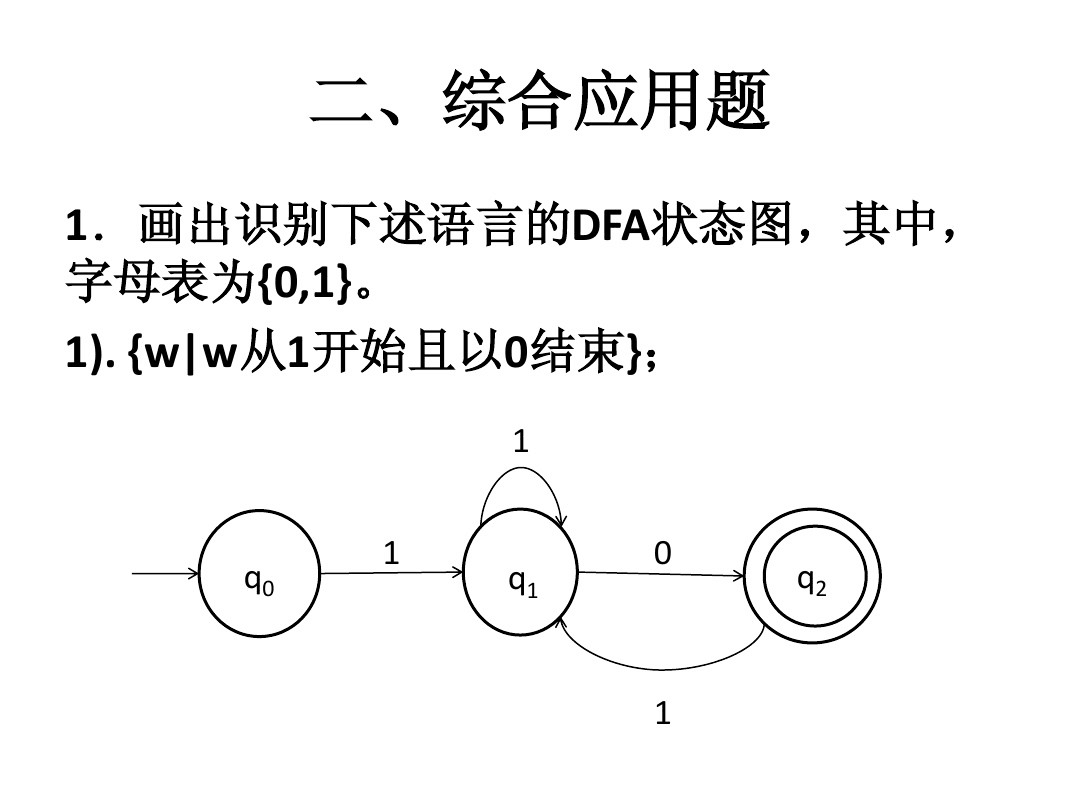 二、综合应用题
1．画出识别下述语言的DFA状态图，其中，
字母表为{0,1}。
1). {w|w从1开始且以0结束}；
1
1
0
q0
q1
q2
1